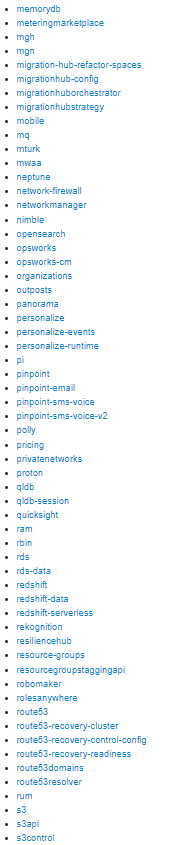 memorydb
meteringmarketplace
mgh
mgn
migration-hub-refactor-spaces
migrationhub-config
migrationhuborchestrator
migrationhubstrategy
mobile
mq
mturk
mwaa
neptune
network-firewall
networkmanager
nimble
opensearch
opsworks
opsworks-cm
organizations
outposts
panorama
personalize
personalize-events
personalize-runtime
pi
pinpoint
pinpoint-email
pinpoint-sms-voice
pinpoint-sms-voice-v2
polly
pricing
privatenetworks
proton
qldb
qldb-session
quicksight
ram
rbin
rds
rds-data
redshift
redshift-data
redshift-serverless
rekognition
resiliencehub
resource-groups
resourcegroupstaggingapi
robomaker
rolesanywhere
route53
route53-recovery-cluster
route53-recovery-control-config
route53-recovery-readiness
route53domains
route53resolver
rum
s3
s3api
s3control